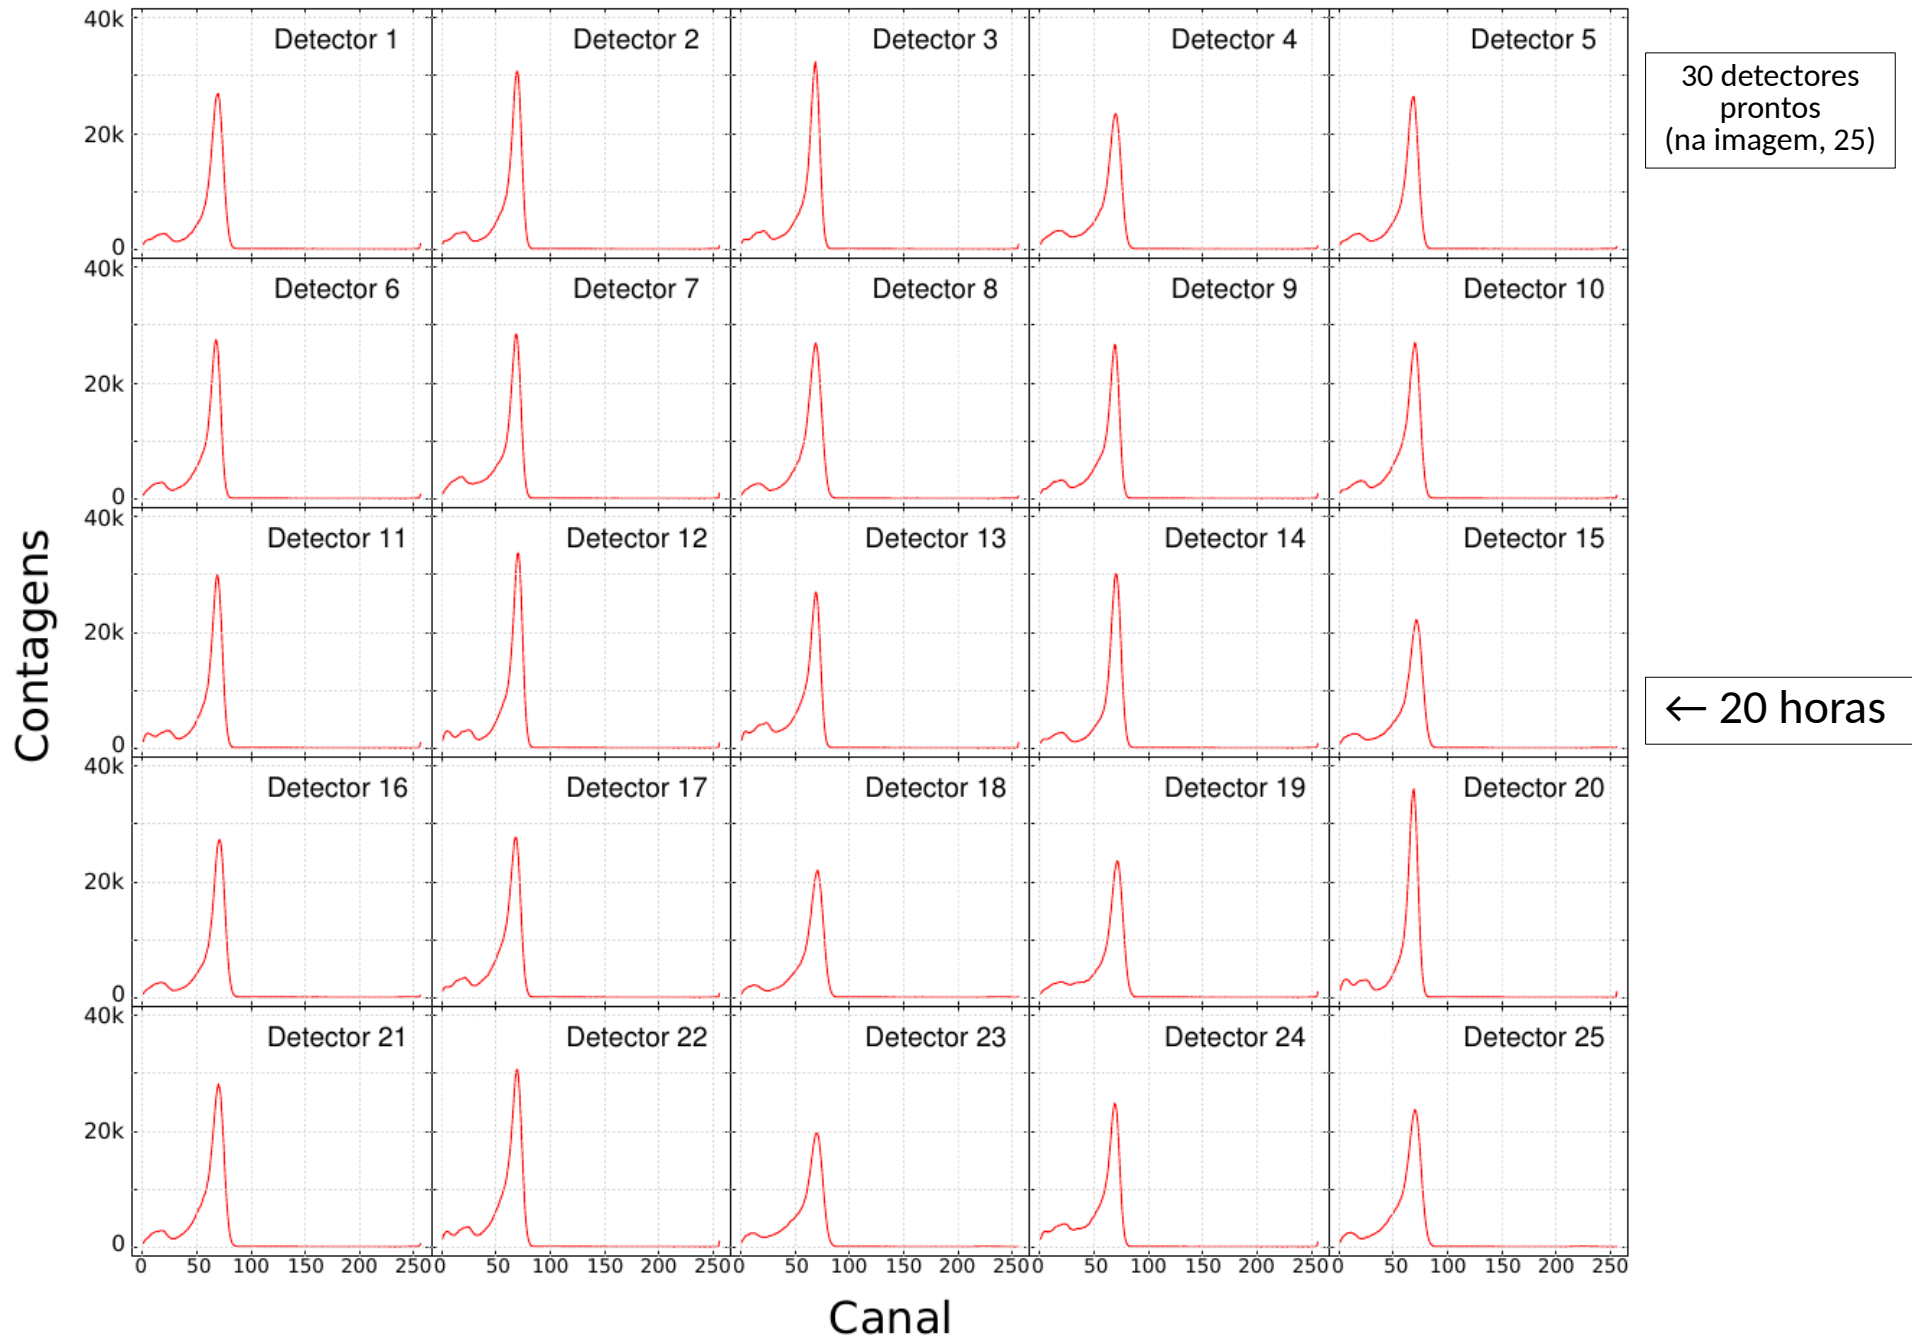 40k
Detector 1
Detector 2
Detector 3
Detector 4
Detector 5
20k
0
30 detectores
prontos
(na imagem, 25)
40k
Detector 6
Detector 7
Detector 8
Detector 9
Detector 10
20k
0
40k
Detector 11
Detector 12
Detector 13
Detector 14
Detector 15
20k
0
Contagens
← 20 horas
40k
Detector 16
Detector 17
Detector 18
Detector 19
Detector 20
20k
0
40k
Detector 21
Detector 22
Detector 23
Detector 24
Detector 25
20k
0
0 50 100 150 200 250 0 50 100 150 200 250 0 50 100 150 200 250 0 50 100 150 200 250 0 50 100 150 200 250
Canal